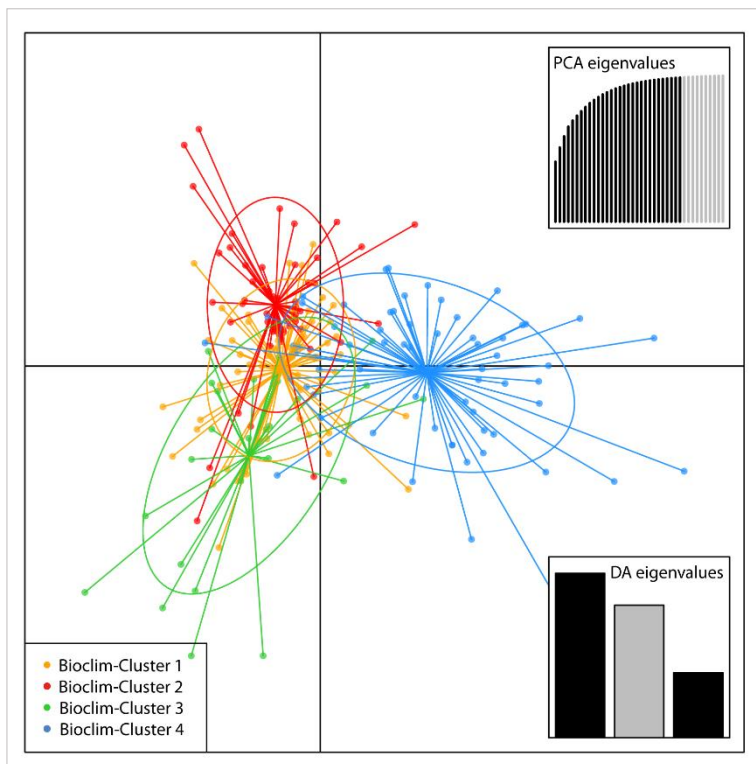 PCA eigenvalues
DA eigenvalues
Bioclim-Cluster 1
Bioclim-Cluster 2
Bioclim-Cluster 3
Bioclim-Cluster 4